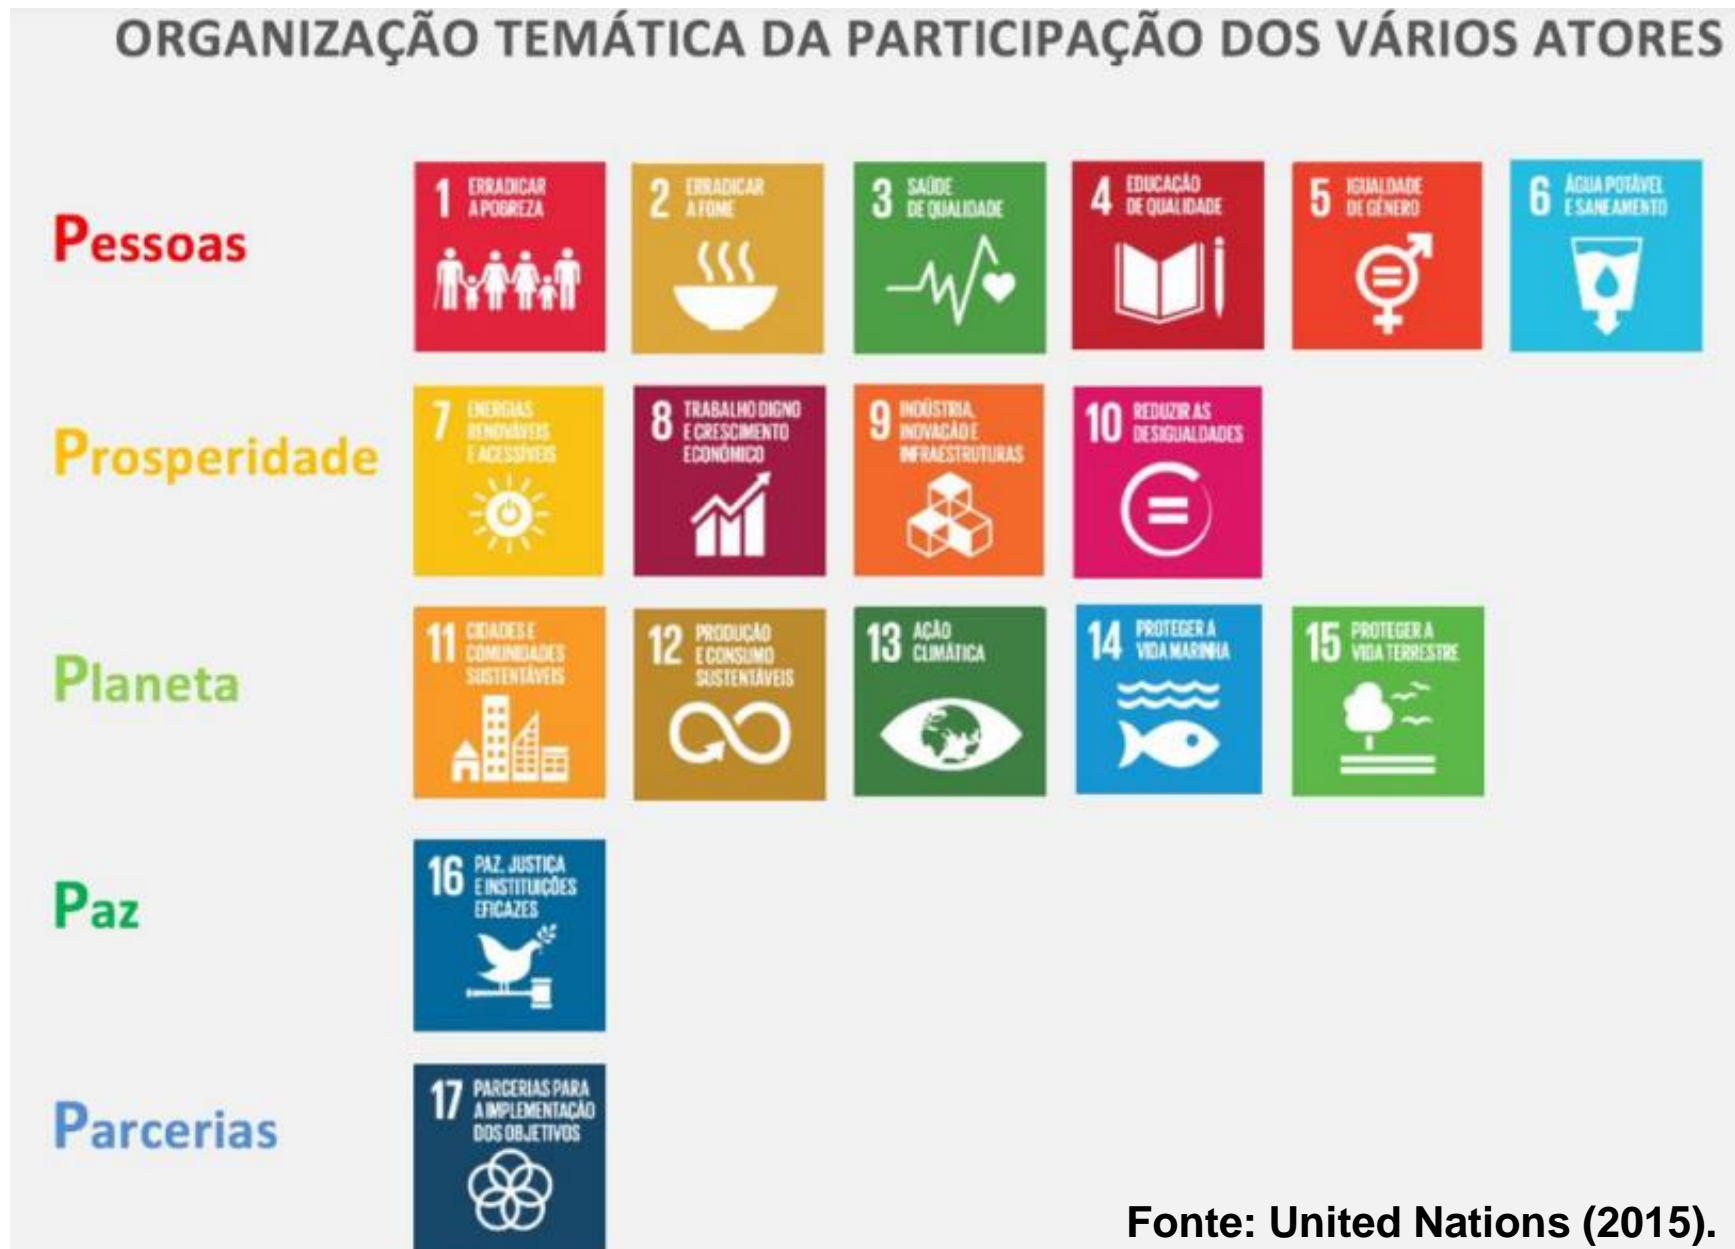 ORGANIZAÇÃO TEMÁTICA DA PARTICIPAÇÃO DOS VÁRIOS ATORES
Pessoas
1 ERRADICAR
A POBREZA
2 ERRADICAR
A FOME
3 SAÚDE
DE QUALIDADE
4 EDUCAÇÃO
DE QUALIDADE
5 IGUALDADE
DE GÉNERO
6 ÁGUA POTÁVEL
E SANEAMENTO
Prosperidade
7 ENERGIAS
RENOVÁVEIS
E ACESSÍVEIS
8 TRABALHO DIGNO
E CRESCIMENTO
ECONÓMICO
9 INDÚSTRIA,
INOVAÇÃO E
INFRAESTRUTURAS
10 REDUZIR AS
DESIGUALDADES
Planeta
11 CIDADES E
COMUNIDADES
SUSTENTÁVEIS
12 PRODUÇÃO
E CONSUMO
SUSTENTÁVEIS
13 AÇÃO
CLIMÁTICA
14 PROTEGER A
VIDA MARINHA
15 PROTEGER A
VIDA TERRESTRE
Paz
16 PAZ, JUSTIÇA
E INSTITUIÇÕES
EFICAZES
Parcerias
17 PARCERIAS PARA
A IMPLEMENTAÇÃO
DOS OBJETIVOS
Fonte: United Nations (2015).